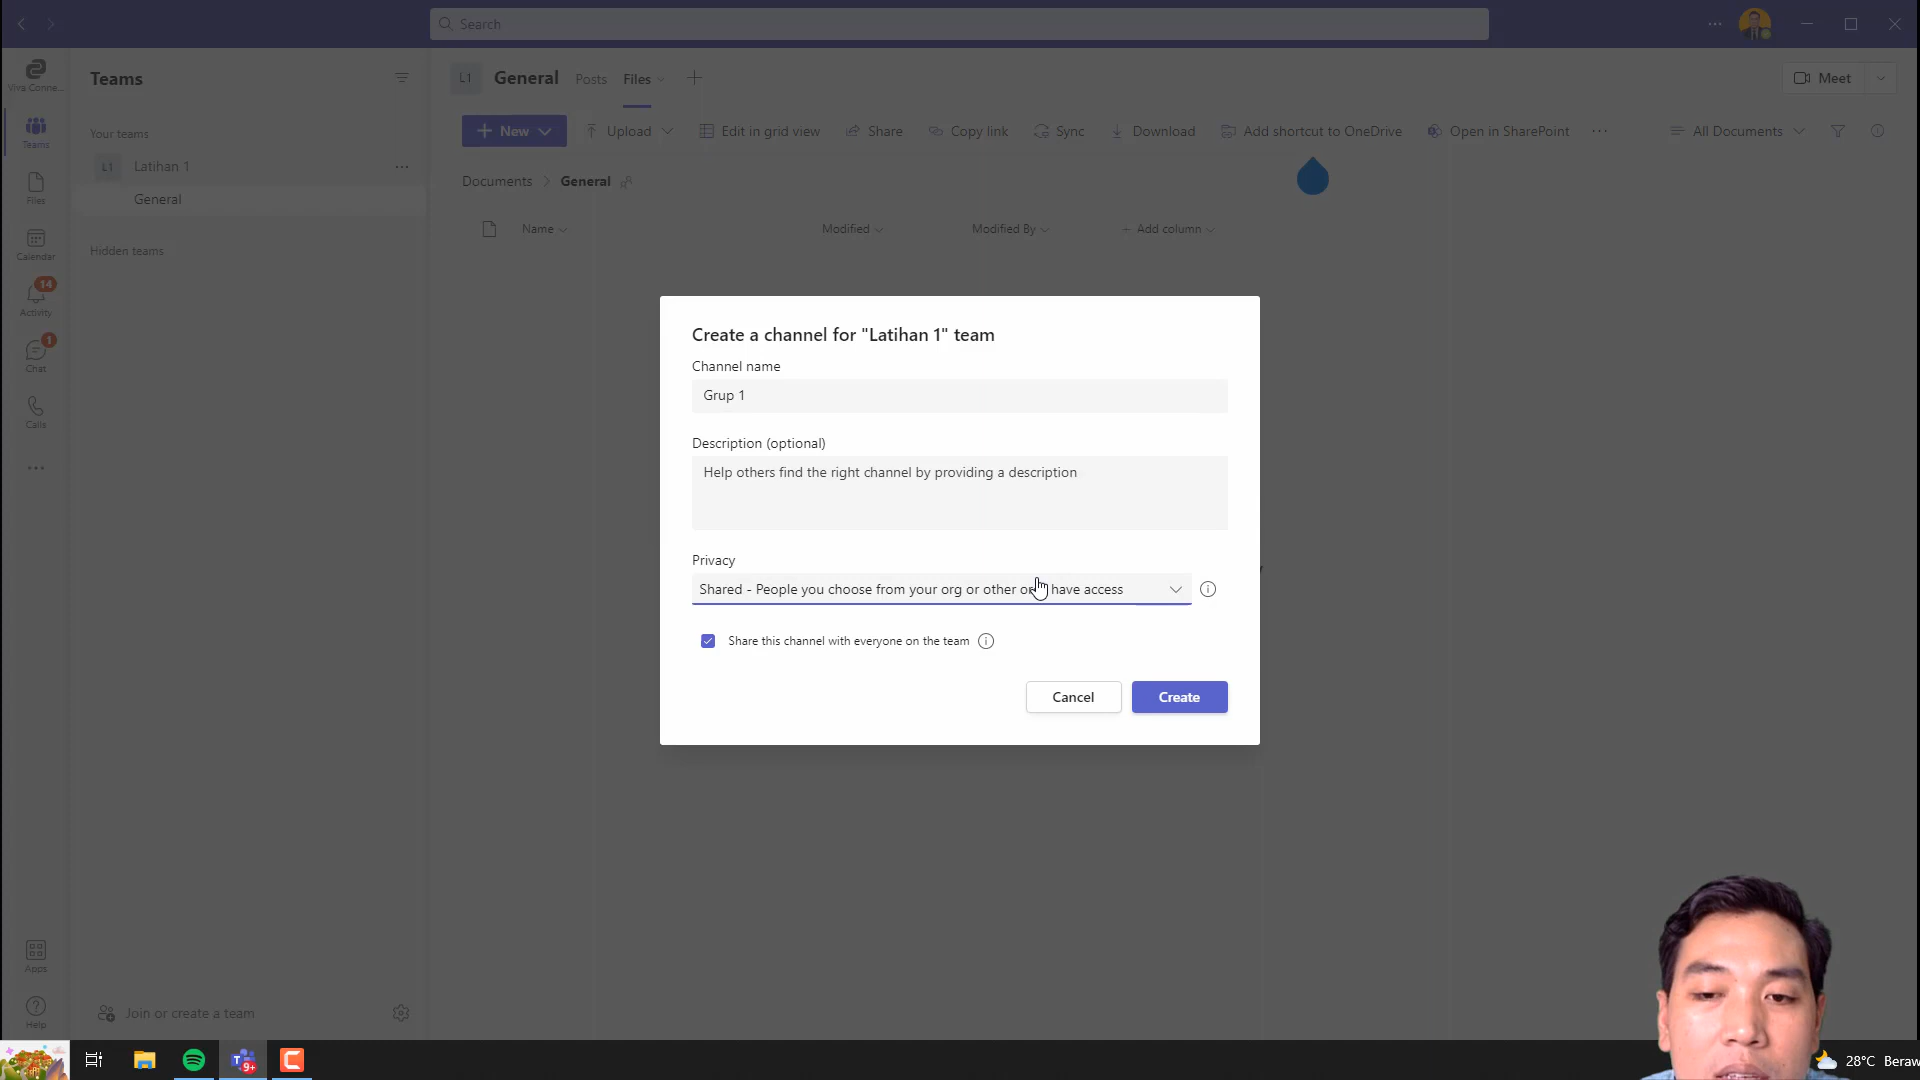 Search
Viva Conne...
Teams
Files
Calendar
14
Activity
1
Chat
Calls
Apps
Help
Teams
Your teams
L1 Latihan 1
General
Hidden teams
Join or create a team
L1 General Posts Files
Meet
New Upload Edit in grid view Share Copy link Sync Download Add shortcut to OneDrive Open in SharePoint All Documents
Documents > General
Name Modified Modified By + Add column
Create a channel for "Latihan 1" team
Channel name
Grup 1
Description (optional)
Help others find the right channel by providing a description
Privacy
Shared - People you choose from your org or other have access
Share this channel with everyone on the team
Cancel Create
9+
28°C